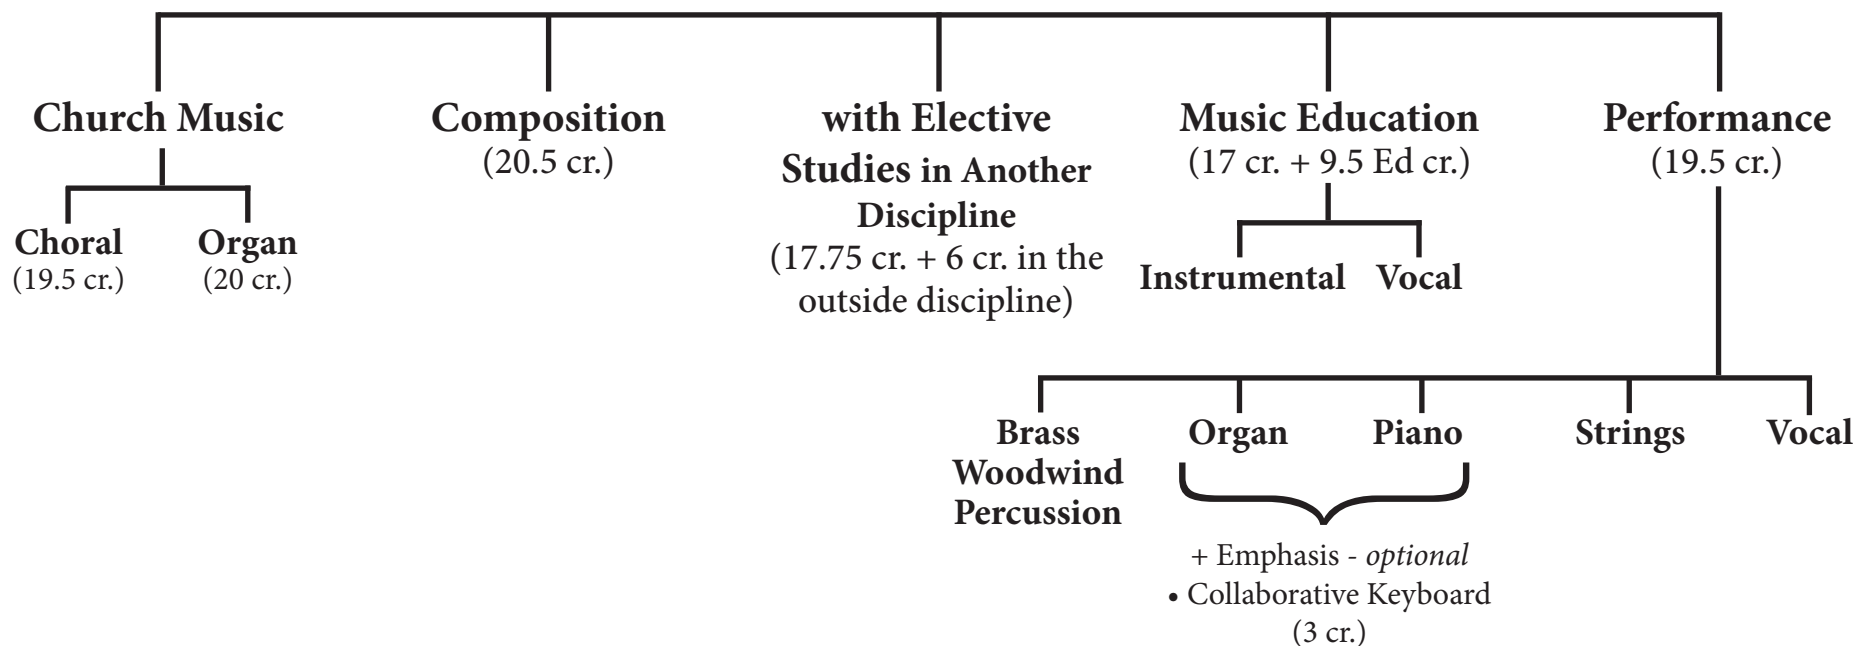 Church Music
Choral
(19.5 cr.)
Organ
(20 cr.)
Composition
(20.5 cr.)
with Elective
Studies in Another
Discipline
(17.75 cr. + 6 cr. in the
outside discipline)
Music Education
(17 cr. + 9.5 Ed cr.)
Instrumental
Vocal
Performance
(19.5 cr.)
Brass
Woodwind
Percussion
Organ
Piano
+ Emphasis - optional
• Collaborative Keyboard
(3 cr.)
Strings
Vocal